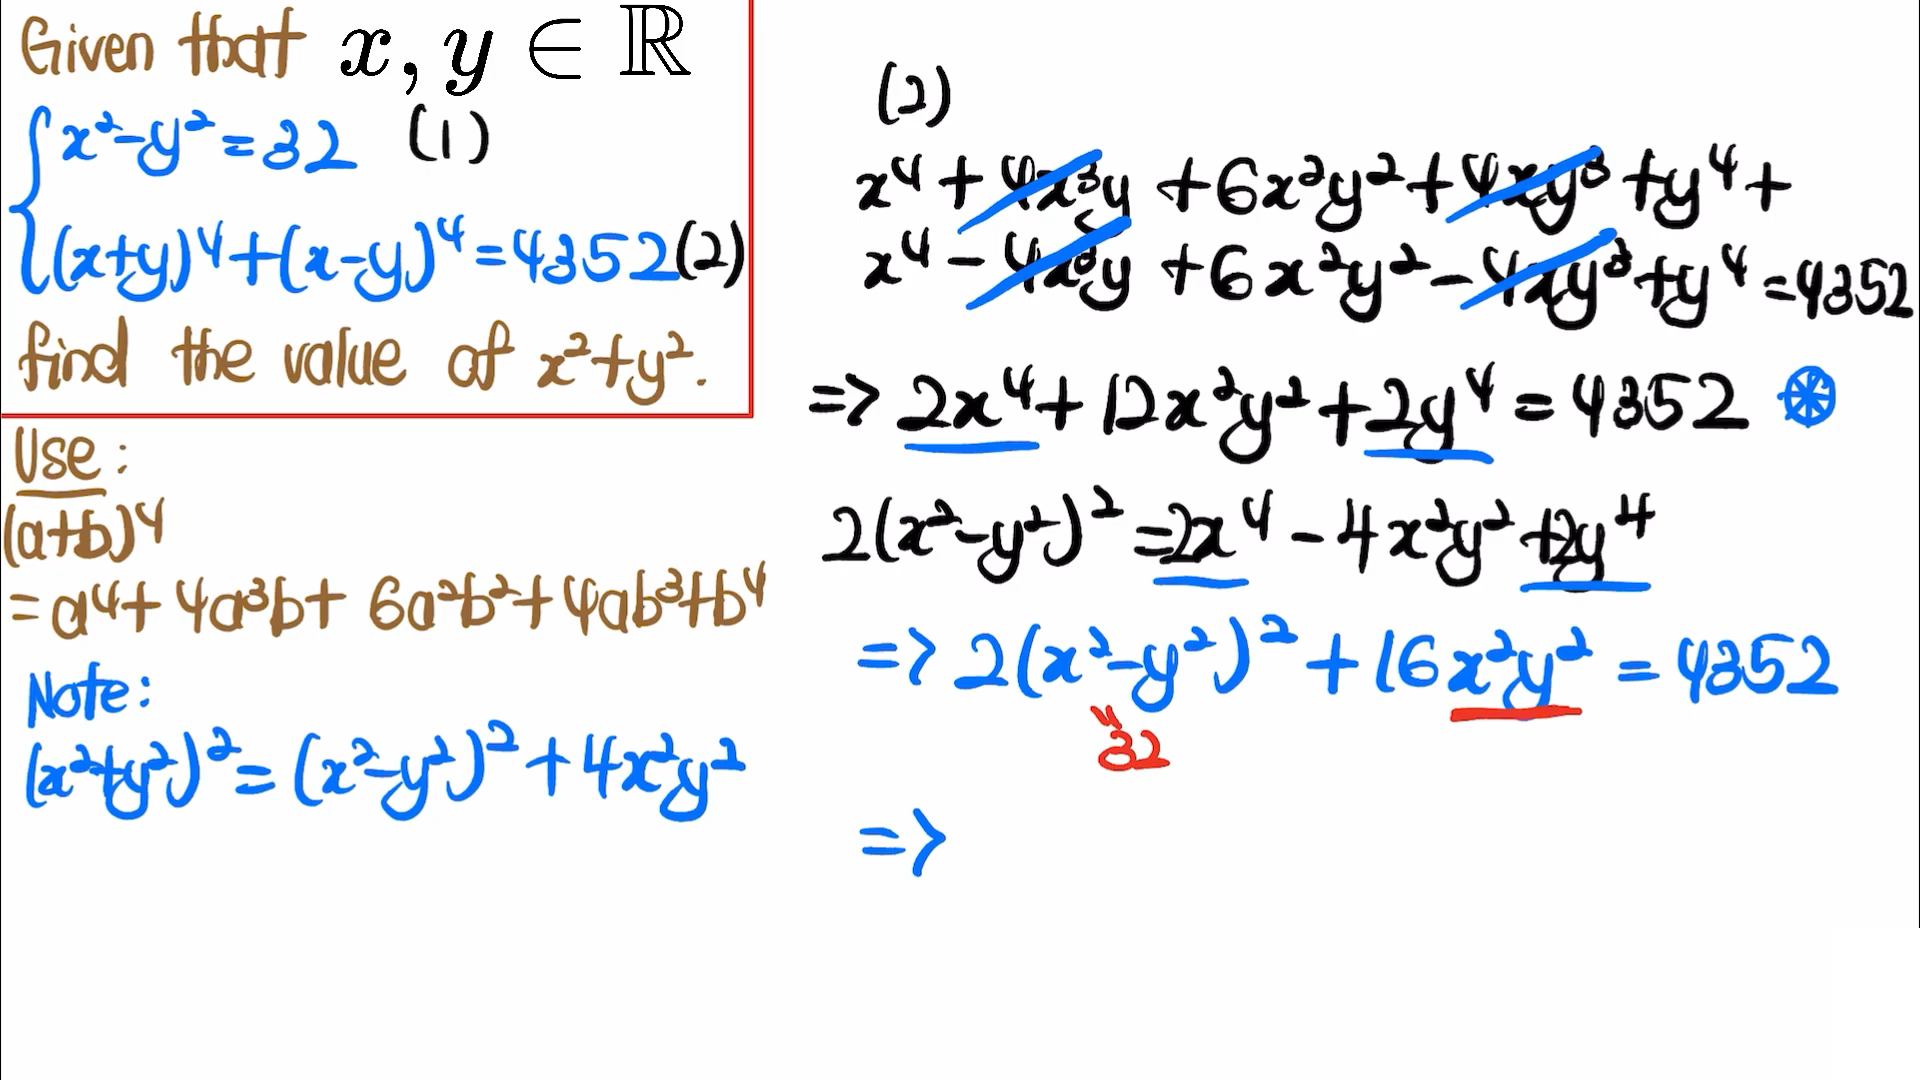 Given that x, y ∈ ℝ
x²-y²=32 (1)
(x+y)⁴+(x-y)⁴=4352 (2)
find the value of x²+y².
Use:
(a+b)⁴
=a⁴+4a³b+6a²b²+4ab³+b⁴
Note:
(x²+y²)²=(x²-y²)²+4x²y²
(2)
x⁴+4x³y+6x²y²+4xy³+y⁴+
x⁴-4x³y+6x²y²-4xy³+y⁴=4352
=> 2x⁴+12x²y²+2y⁴=4352 ⊛
2(x²-y²)²=2x⁴-4x²y²+2y⁴
=> 2(x²-y²)²+16x²y²=4352
32
=>